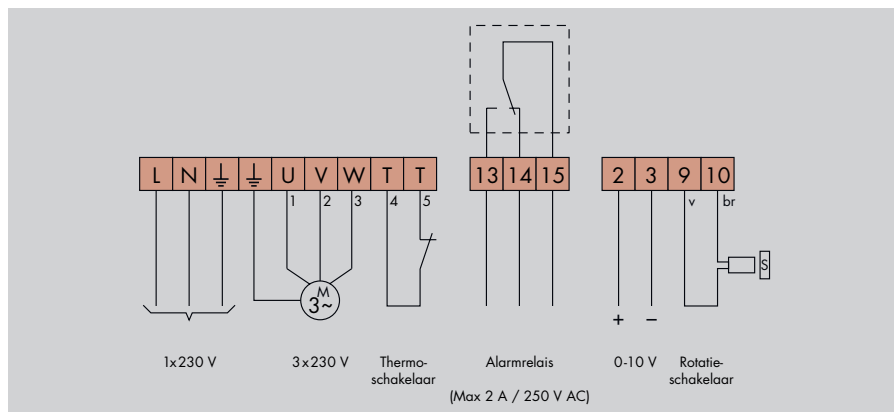 L N ⏚ ⏚ U V W T T
13 14 15
2 3 9 10
1 2 3 4 5
v br
M
3~
S
+ −
1x230 V
3x230 V
Thermo-
schakelaar
Alarmrelais
(Max 2 A / 250 V AC)
0-10 V
Rotatie-
schakelaar